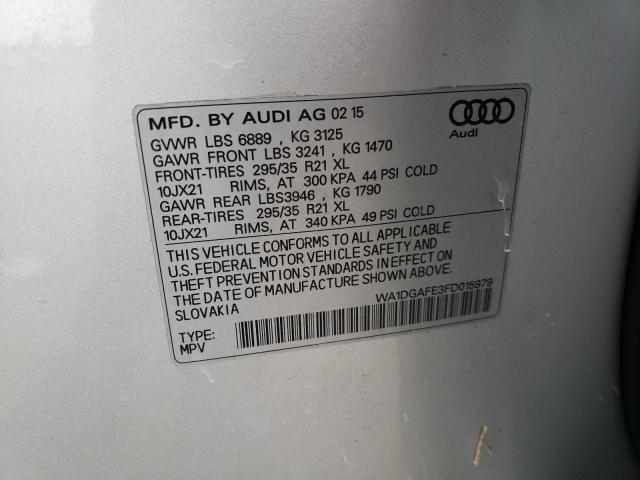 MFD. BY AUDI AG 02 15
GVWR LBS 6889 , KG 3125
GAWR FRONT LBS 3241 , KG 1470
FRONT-TIRES 295/35 R21 XL
10JX21 RIMS, AT 300 KPA 44 PSI COLD
GAWR REAR LBS3946 , KG 1790
REAR-TIRES 295/35 R21 XL
10JX21 RIMS, AT 340 KPA 49 PSI COLD
Audi
THIS VEHICLE CONFORMS TO ALL APPLICABLE
U.S. FEDERAL MOTOR VEHICLE SAFETY AND
THEFT PREVENTION STANDARDS IN EFFECT ON
THE DATE OF MANUFACTURE SHOWN ABOVE.
SLOVAKIA
WA1DGAFE3FD015979
TYPE:
MPV